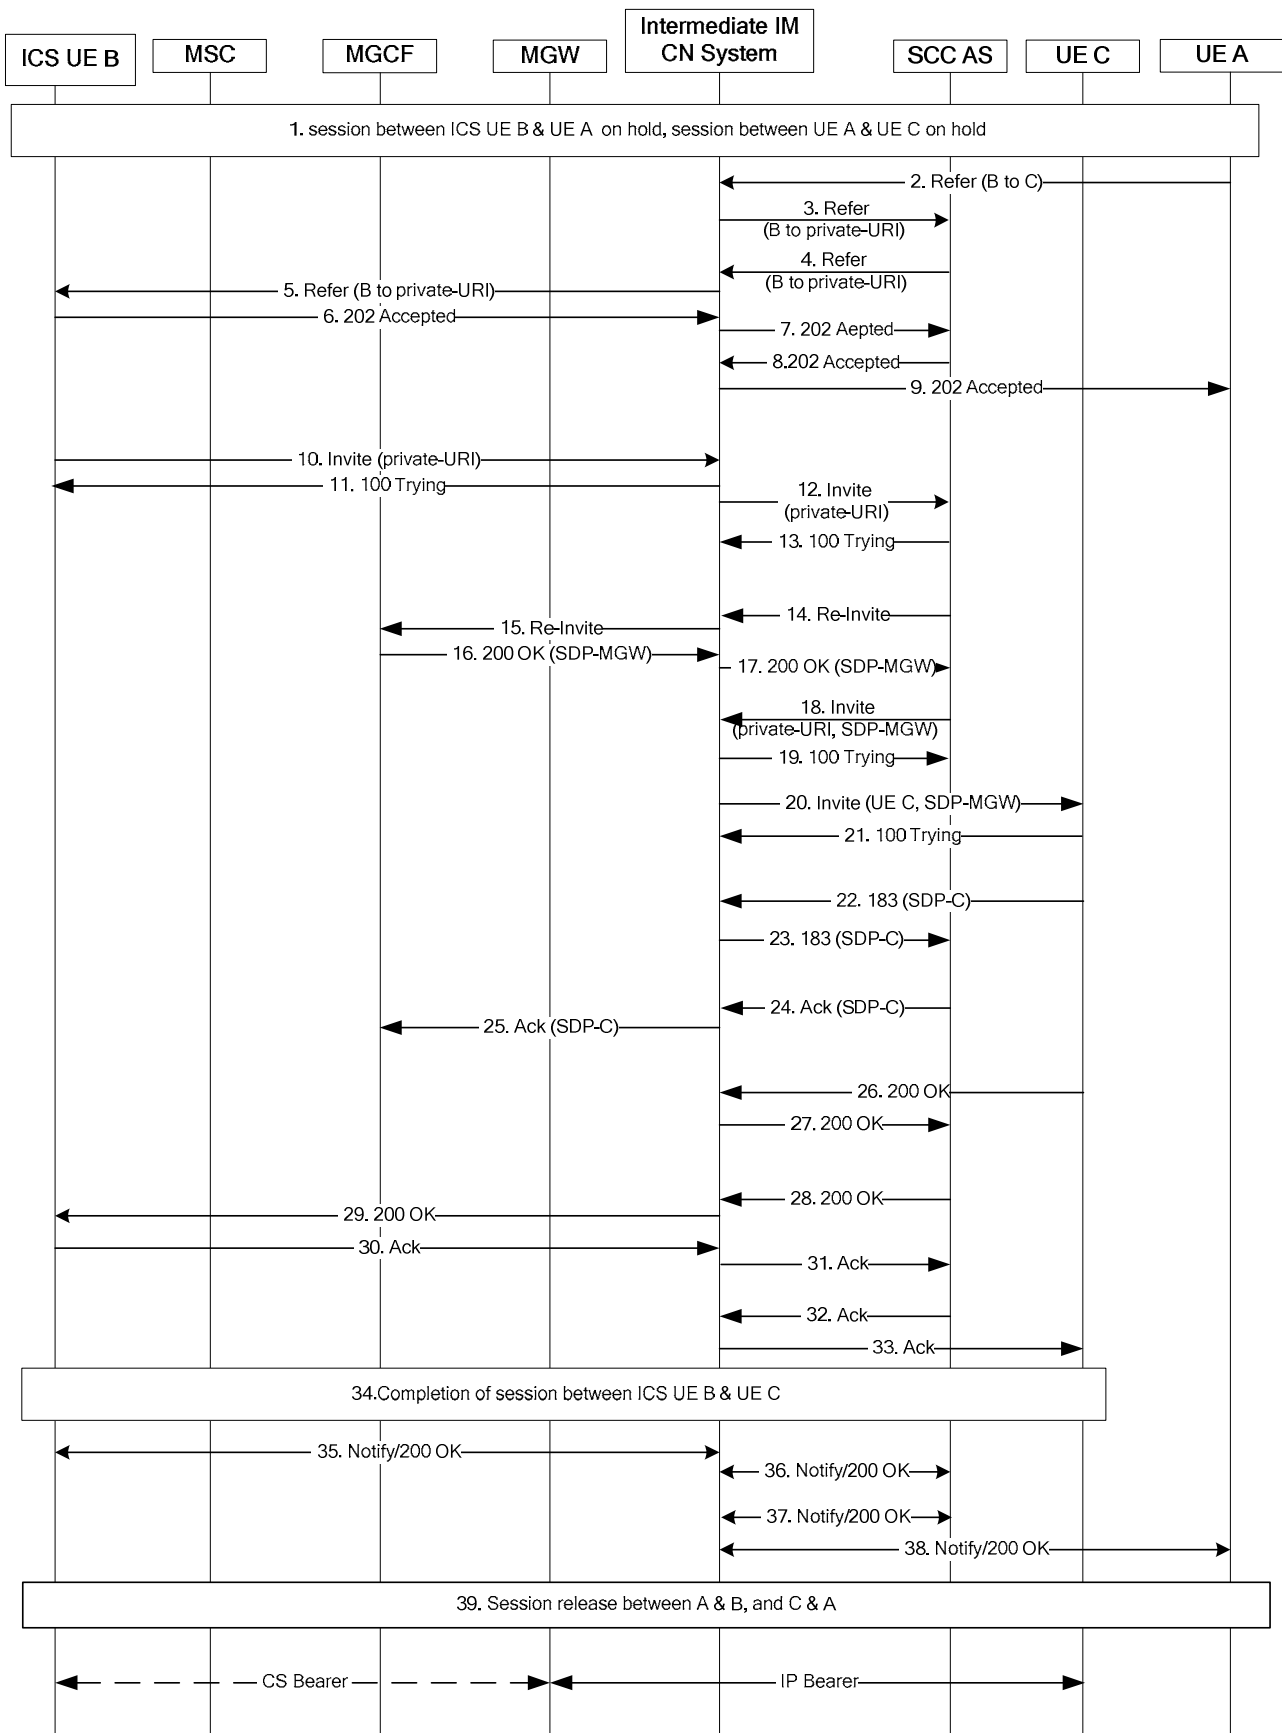 ICS UE B
MSC
MGCF
MGW
Intermediate IM
CN System
SCC AS
UE C
UE A
1. session between ICS UE B & UE A on hold, session between UE A & UE C on hold
2. Refer (B to C)
3. Refer
(B to private-URI)
4. Refer
(B to private-URI)
5. Refer (B to private-URI)
6. 202 Accepted
7. 202 Aepted
8.202 Accepted
9. 202 Accepted
10. Invite (private-URI)
11. 100 Trying
12. Invite
(private-URI)
13. 100 Trying
14. Re-Invite
15. Re-Invite
16. 200 OK (SDP-MGW)
17. 200 OK (SDP-MGW)
18. Invite
(private-URI, SDP-MGW)
19. 100 Trying
20. Invite (UE C, SDP-MGW)
21. 100 Trying
22. 183 (SDP-C)
23. 183 (SDP-C)
24. Ack (SDP-C)
25. Ack (SDP-C)
26. 200 OK
27. 200 OK
28. 200 OK
29. 200 OK
30. Ack
31. Ack
32. Ack
33. Ack
34.Completion of session between ICS UE B & UE C
35. Notify/200 OK
36. Notify/200 OK
37. Notify/200 OK
38. Notify/200 OK
39. Session release between A & B, and C & A
CS Bearer
IP Bearer